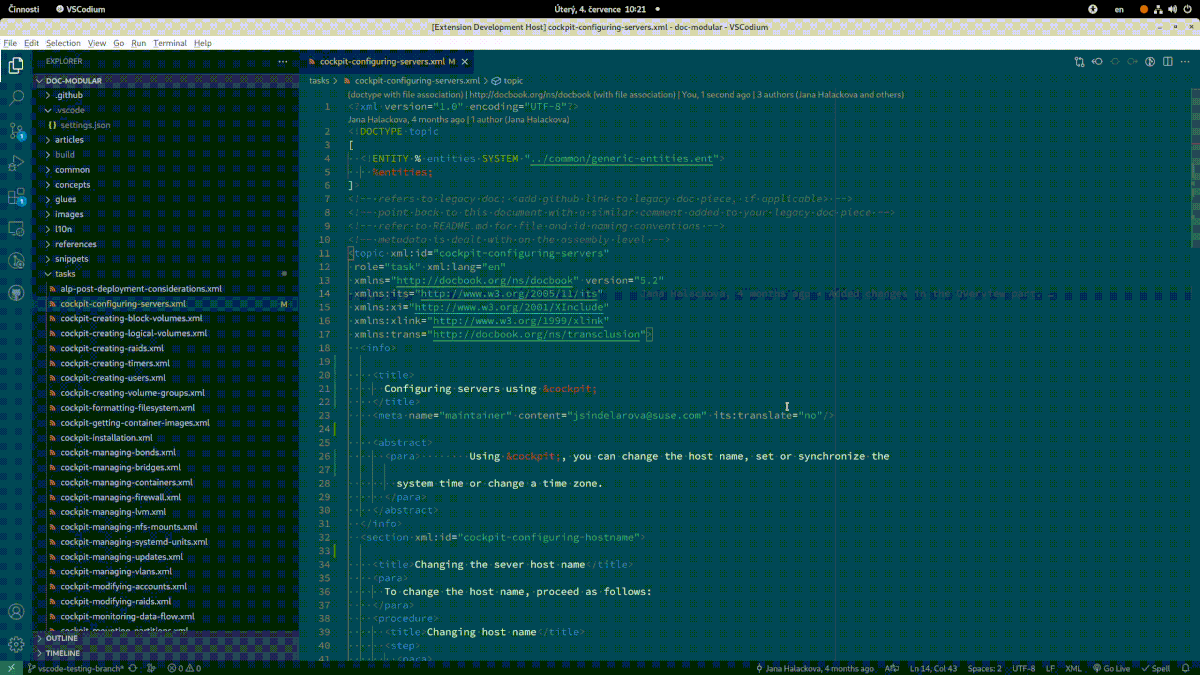 Činnosti VSCodium Úterý, 4. července 10:21 en
[Extension Development Host] cockpit-configuring-servers.xml - doc-modular - VSCodium
File Edit Selection View Go Run Terminal Help
EXPLORER
DOC-MODULAR
.github
.vscode
settings.json
articles
build
common
concepts
glues
images
l10n
references
snippets
tasks
alp-post-deployment-considerations.xml
cockpit-configuring-servers.xml M
cockpit-creating-block-volumes.xml
cockpit-creating-logical-volumes.xml
cockpit-creating-raids.xml
cockpit-creating-timers.xml
cockpit-creating-users.xml
cockpit-creating-volume-groups.xml
cockpit-formatting-filesystem.xml
cockpit-getting-container-images.xml
cockpit-installation.xml
cockpit-managing-bonds.xml
cockpit-managing-bridges.xml
cockpit-managing-containers.xml
cockpit-managing-firewall.xml
cockpit-managing-lvm.xml
cockpit-managing-nfs-mounts.xml
cockpit-managing-systemd-units.xml
cockpit-managing-updates.xml
cockpit-managing-vlans.xml
cockpit-modifying-accounts.xml
cockpit-modifying-raids.xml
cockpit-monitoring-data-flow.xml
cockpit-mounting-partitions.xml
OUTLINE
TIMELINE
cockpit-configuring-servers.xml M
tasks > cockpit-configuring-servers.xml > topic
(doctype with file association) | http://docbook.org/ns/docbook (with file association) | You, 1 second ago | 3 authors (Jana Halackova and others)
1 <?xml version="1.0" encoding="UTF-8"?>
Jana Halackova, 4 months ago | 1 author (Jana Halackova)
2 <!DOCTYPE topic
3 [
4 <!ENTITY % entities SYSTEM "../common/generic-entities.ent">
5 %entities;
6 ]>
7 <!-- refers to legacy doc: <add github link to legacy doc piece, if applicable> -->
8 <!-- point back to this document with a similar comment added to your legacy doc piece -->
9 <!-- refer to README.md for file and id naming conventions -->
10 <!-- metadata is dealt with on the assembly level -->
11 <topic xml:id="cockpit-configuring-servers"
12 role="task" xml:lang="en"
13 xmlns="http://docbook.org/ns/docbook" version="5.2"
14 xmlns:its="http://www.w3.org/2005/11/its" Jana Halackova, 4 months ago • Added changes to the overview page.
15 xmlns:xi="http://www.w3.org/2001/XInclude"
16 xmlns:xlink="http://www.w3.org/1999/xlink"
17 xmlns:trans="http://docbook.org/ns/transclusion">
18 <info>
19
20 <title>
21 Configuring servers using &cockpit;
22 </title>
23 <meta name="maintainer" content="jsindelarova@suse.com" its:translate="no"/>
24
25 <abstract>
26 <para> Using &cockpit;, you can change the host name, set or synchronize the
27
28 system time or change a time zone.
29 </para>
30 </abstract>
31 </info>
32 <section xml:id="cockpit-configuring-hostname">
33
34 <title>Changing the sever host name</title>
35 <para>
36 To change the host name, proceed as follows:
37 </para>
38 <procedure>
39 <title>Changing host name </title>
40 <step>
41 <para>
vscode-testing-branch* 0 0 Jana Halackova, 4 months ago Ln 14, Col 43 Spaces: 2 UTF-8 LF XML Go Live Spell